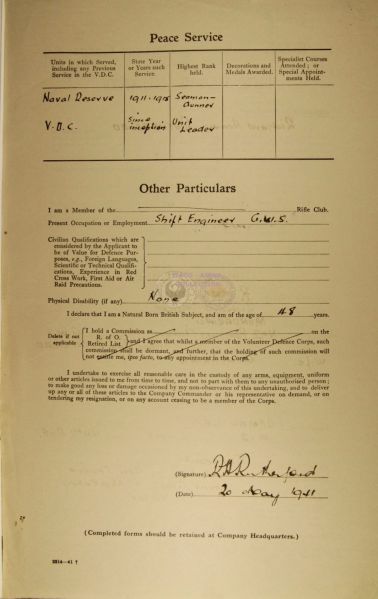 Peace Service
Units in which Served, including any Previous Service in the V.D.C.
State Year or Years such Service.
Highest Rank held.
Decorations and Medals Awarded.
Specialist Courses Attended; or Special Appointments Held.
Naval Reserve 1911-1915 Seaman-Gunner
V.D.C. Since inception Unit Leader
Other Particulars
I am a Member of the Rifle Club.
Present Occupation or Employment Shift Engineer G.W.S.
Civilian Qualifications which are
considered by the Applicant to
be of Value for Defence Pur-
poses, e.g., Foreign Languages,
Scientific or Technical Qualifi-
cations, Experience in Red
Cross Work, First Aid or Air
Raid Precautions.
Physical Disability (if any) None
I declare that I am a Natural Born British Subject, and am of the age of 48 years.
Delete if not applicable
I hold a Commission as on the
R. of O.
Retired List
and I agree that whilst a member of the Volunteer Defence Corps, such
commission shall be dormant, and further, that the holding of such commission will
not entitle me, ipso facto, to any appointment in the Corps.
I undertake to exercise all reasonable care in the custody of any arms, equipment, uniform
or other articles issued to me from time to time, and not to part with them to any unauthorised person;
to make good any loss or damage occasioned by my non-observance of this undertaking, and to deliver
up any or all of these articles to the Company Commander or his representative on demand, or on
tendering my resignation, or on any account ceasing to be a member of the Corps.
(Signature) R H Rutherford
(Date) 20 May 1941
(Completed forms should be retained at Company Headquarters.)
2314—41 †